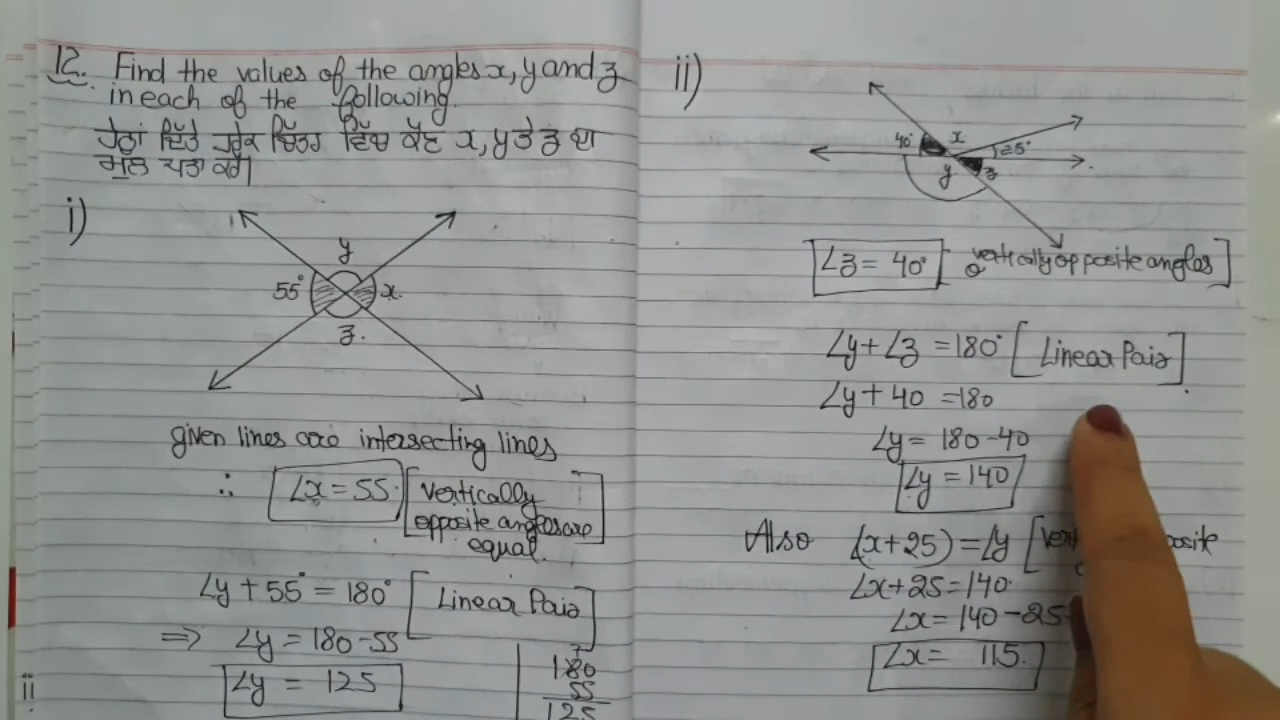 12. Find the values of the angles x, y and z
in each of the following.
ਹੇਠਾਂ ਦਿੱਤੇ ਹਰੇਕ ਚਿੱਤਰ ਵਿੱਚ ਕੋਣ x, y ਤੇ z ਦਾ
ਮੁੱਲ ਪਤਾ ਕਰੋ।
i)
y
55° x
z.
given lines are intersecting lines
∴ ∠x = 55° [vertically
opposite angles are
equal.
∠y + 55° = 180° [Linear Pair]
⇒ ∠y = 180 - 55
∠y = 125
180
55
125
ii
ii)
40° x 25°
y z
∠z = 40° [vertically opposite angles]
∠y + ∠z = 180° [Linear Pair].
∠y + 40 = 180
∠y = 180 - 40
∠y = 140
Also ∠(x + 25) = ∠y
∠x + 25 = 140°
∠x = 140 - 25
∠x = 115.